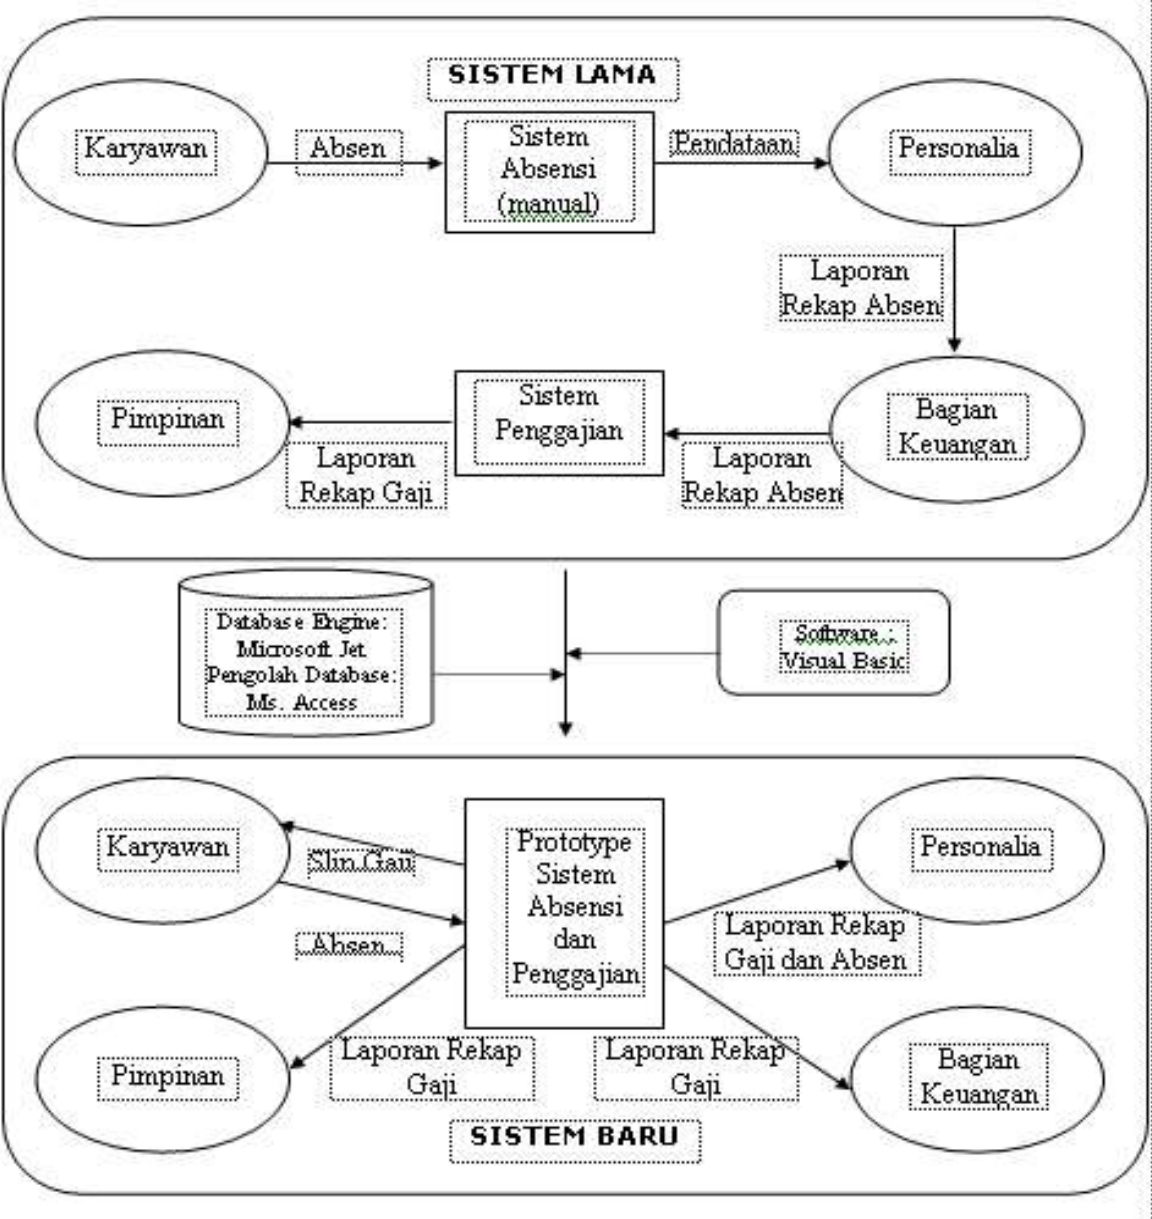 SISTEM LAMA
Karyawan
Absen
Sistem
Absensi
(manual)
Pendataan
Personalia
Laporan
Rekap Absen
Pimpinan
Laporan
Rekap Gaji
Sistem
Penggajian
Laporan
Rekap Absen
Bagian
Keuangan
Database Engine:
Microsoft Jet
Pengolah Database:
Ms. Access
Software :
Visual Basic
Karyawan
Slip Gaji
Absen
Prototype
Sistem
Absensi
dan
Penggajian
Personalia
Laporan Rekap
Gaji dan Absen
Pimpinan
Laporan Rekap
Gaji
Laporan Rekap
Gaji
Bagian
Keuangan
SISTEM BARU